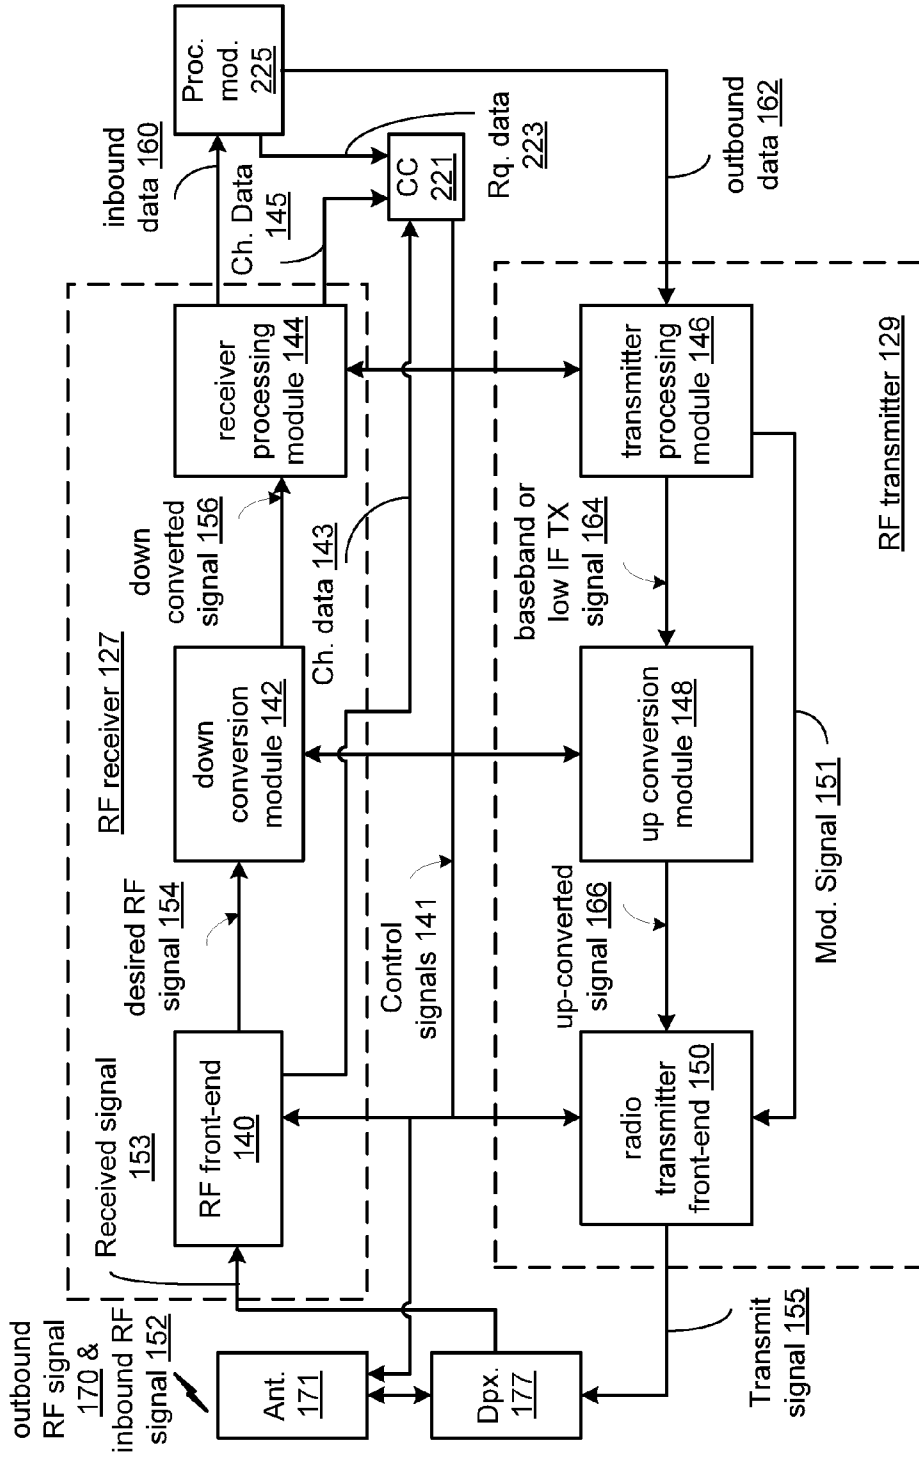 outbound
RF signal
170 &
inbound RF
signal 152
Ant.
171
Dpx.
177
Received signal
153
RF front-end
140
desired RF
signal 154
RF receiver 127
down
conversion
module 142
down
converted
signal 156
receiver
processing
module 144
inbound
data 160
Ch. Data
145
Proc.
mod.
225
CC
221
Rq. data
223
Ch. data 143
Control
signals 141
outbound
data 162
transmitter
processing
module 146
baseband or
low IF TX
signal 164
up conversion
module 148
up-converted
signal 166
radio
transmitter
front-end 150
Mod. Signal 151
Transmit
signal 155
RF transmitter 129